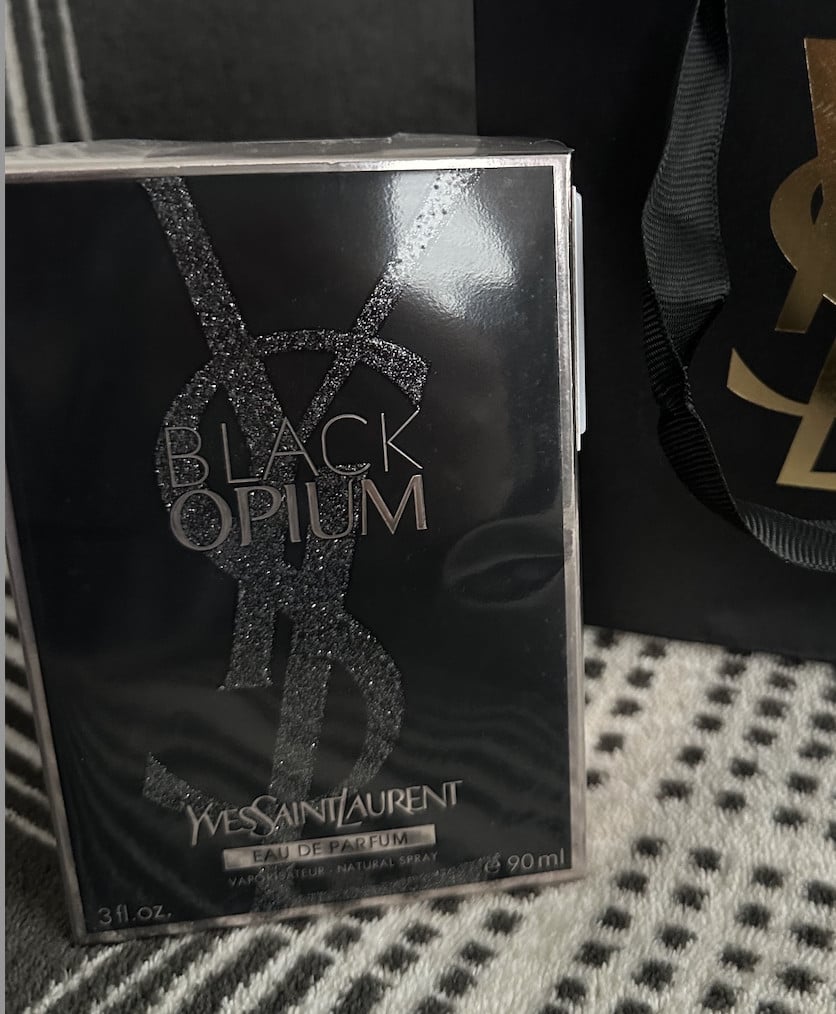 BLACK
OPIUM
YVESSAINTLAURENT
EAU DE PARFUM
VAPORISATEUR · NATURAL SPRAY
℮ 90 ml
3 fl.oz.